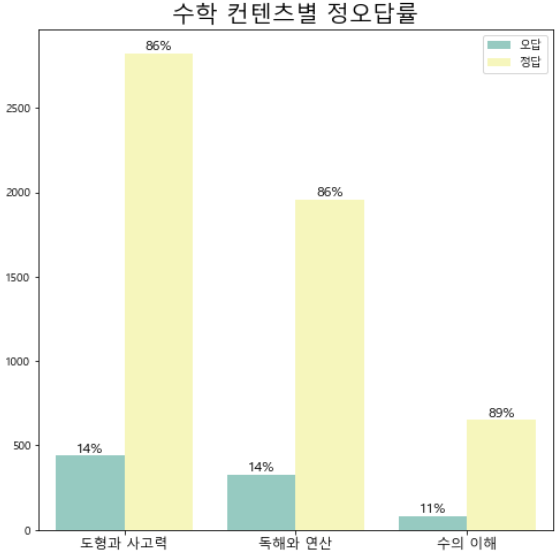 수학 컨텐츠별 정오답률
오답
정답
86%
86%
89%
14%
14%
11%
2500
2000
1500
1000
500
0
도형과 사고력
독해와 연산
수의 이해